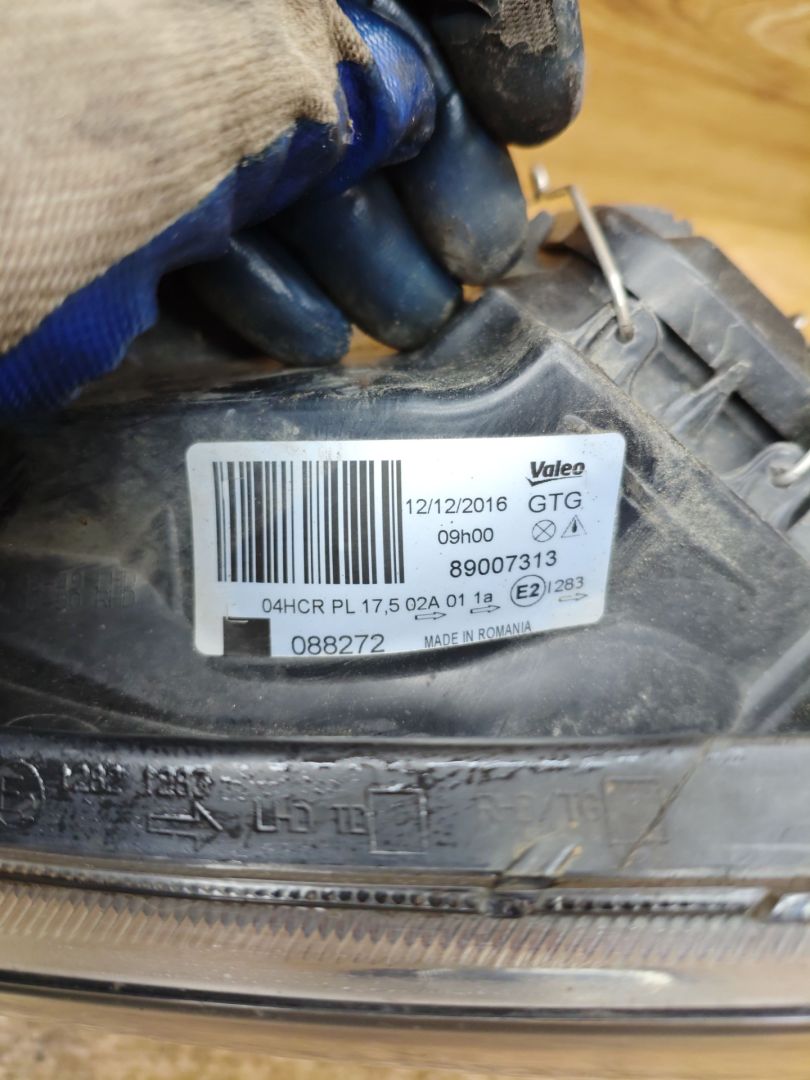 Valeo
12/12/2016 GTG
09h00
89007313
04HCR PL 17,5 02A 01 1a E2 1283
088272 MADE IN ROMANIA
1283